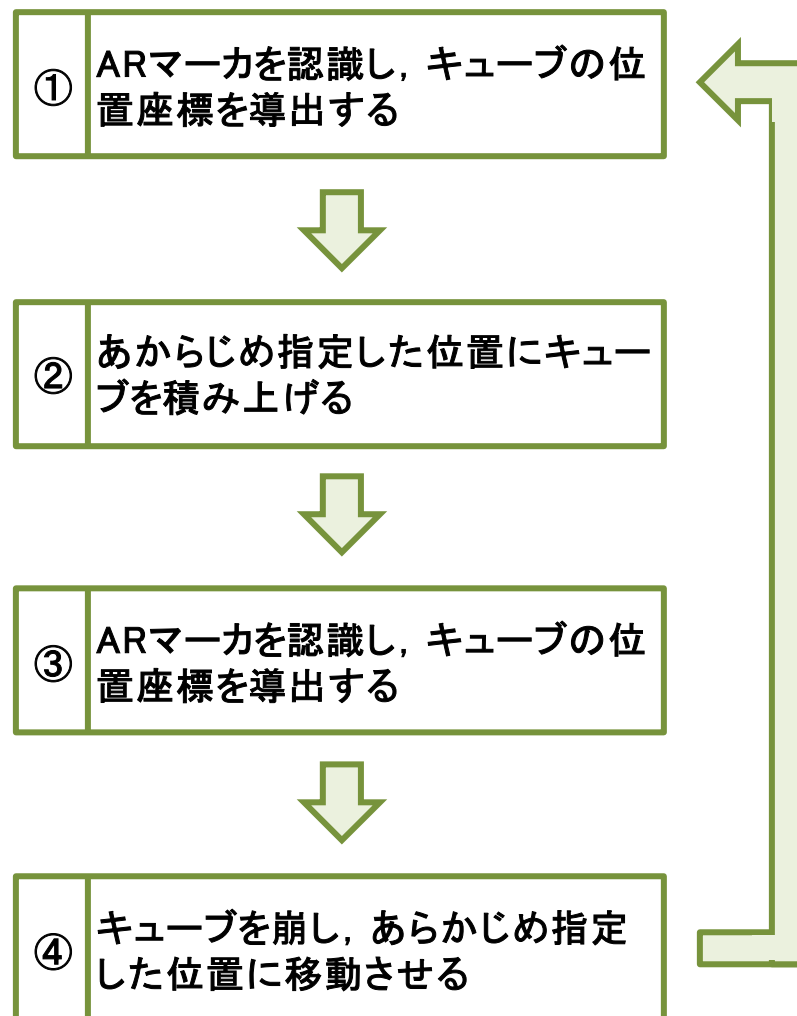 ①
ARマーカを認識し，キューブの位
置座標を導出する
②
あからじめ指定した位置にキュー
ブを積み上げる
③
ARマーカを認識し，キューブの位
置座標を導出する
④
キューブを崩し，あらかじめ指定
した位置に移動させる